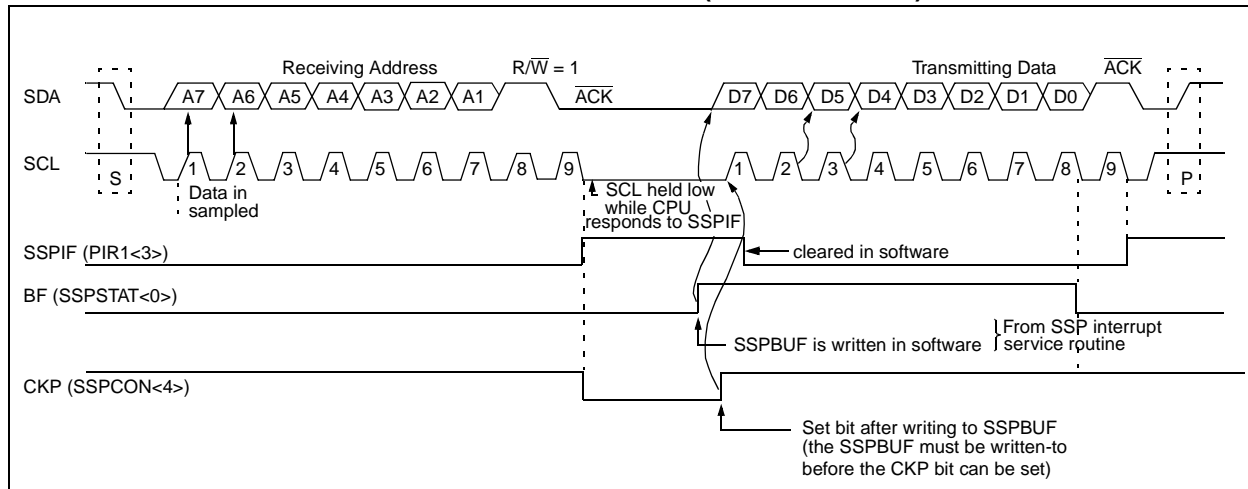 Receiving Address R/W = 1 Transmitting Data ACK
SDA A7 A6 A5 A4 A3 A2 A1 ACK D7 D6 D5 D4 D3 D2 D1 D0
SCL S 1 2 3 4 5 6 7 8 9 1 2 3 4 5 6 7 8 9 P
Data in
sampled
SCL held low
while CPU
responds to SSPIF
SSPIF (PIR1<3>)
cleared in software
BF (SSPSTAT<0>)
SSPBUF is written in software
From SSP interrupt
service routine
CKP (SSPCON<4>)
Set bit after writing to SSPBUF
(the SSPBUF must be written-to
before the CKP bit can be set)